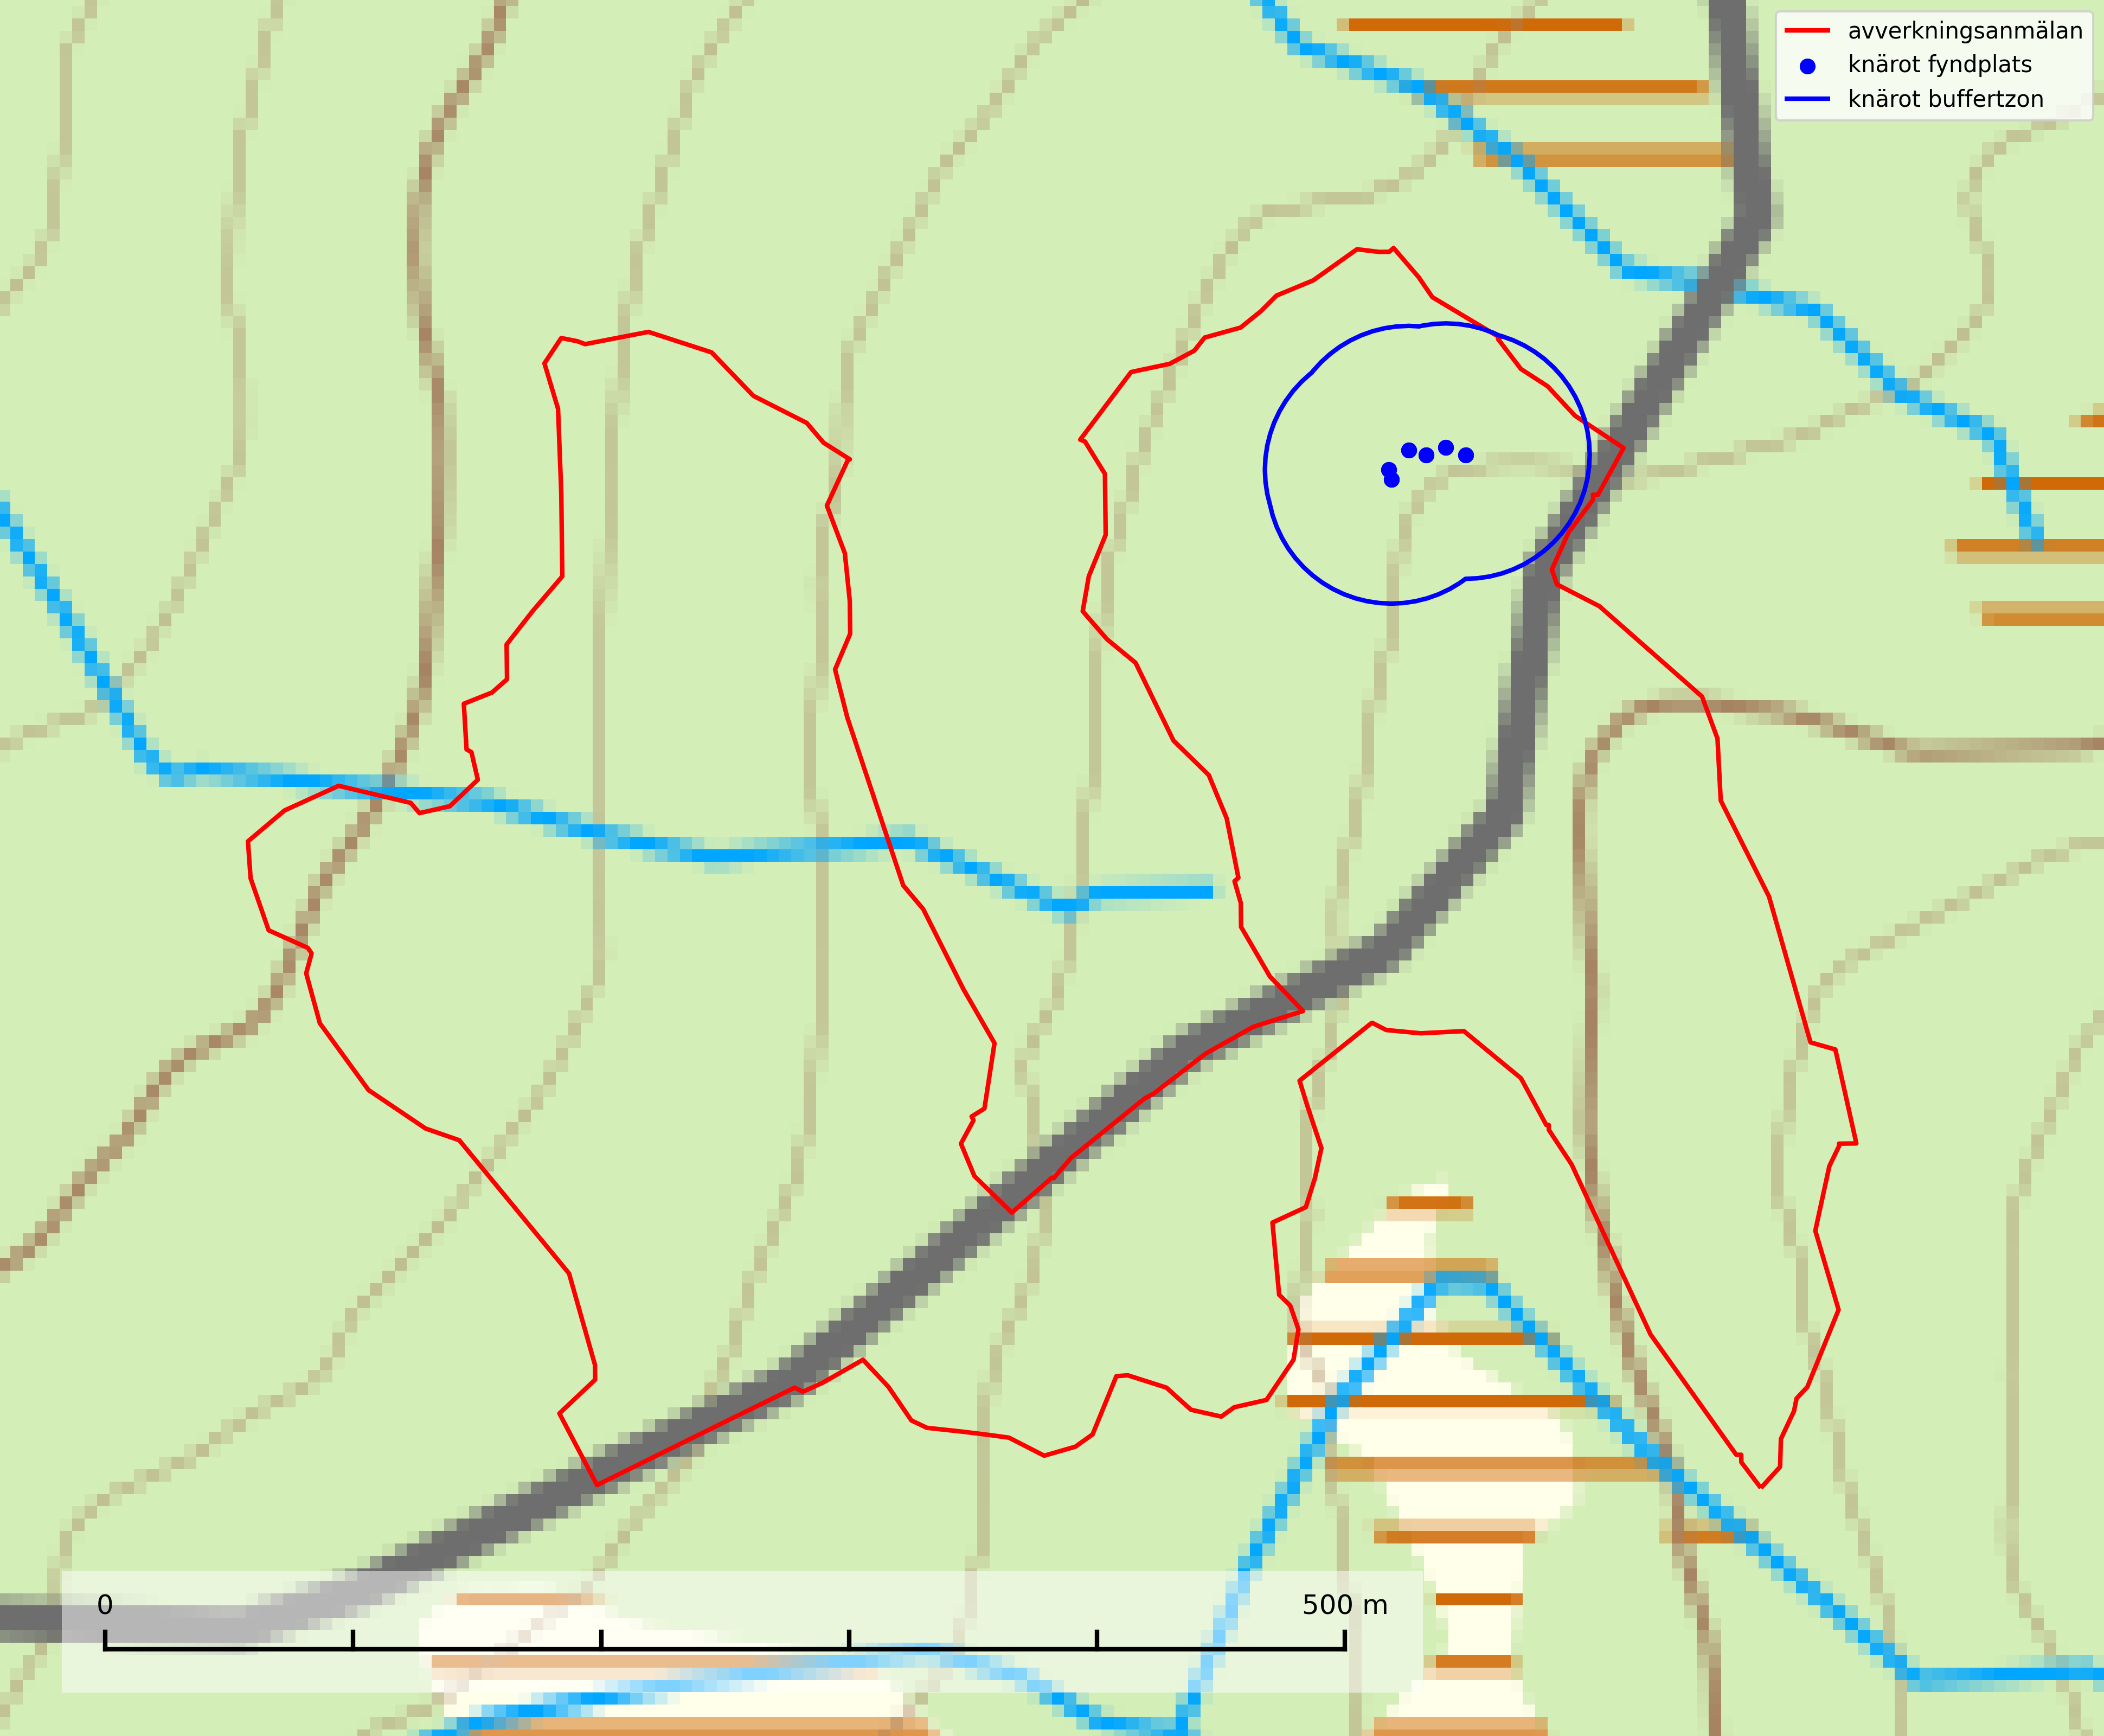 avverkningsanmälan
knärot fyndplats
knärot buffertzon
0
500 m